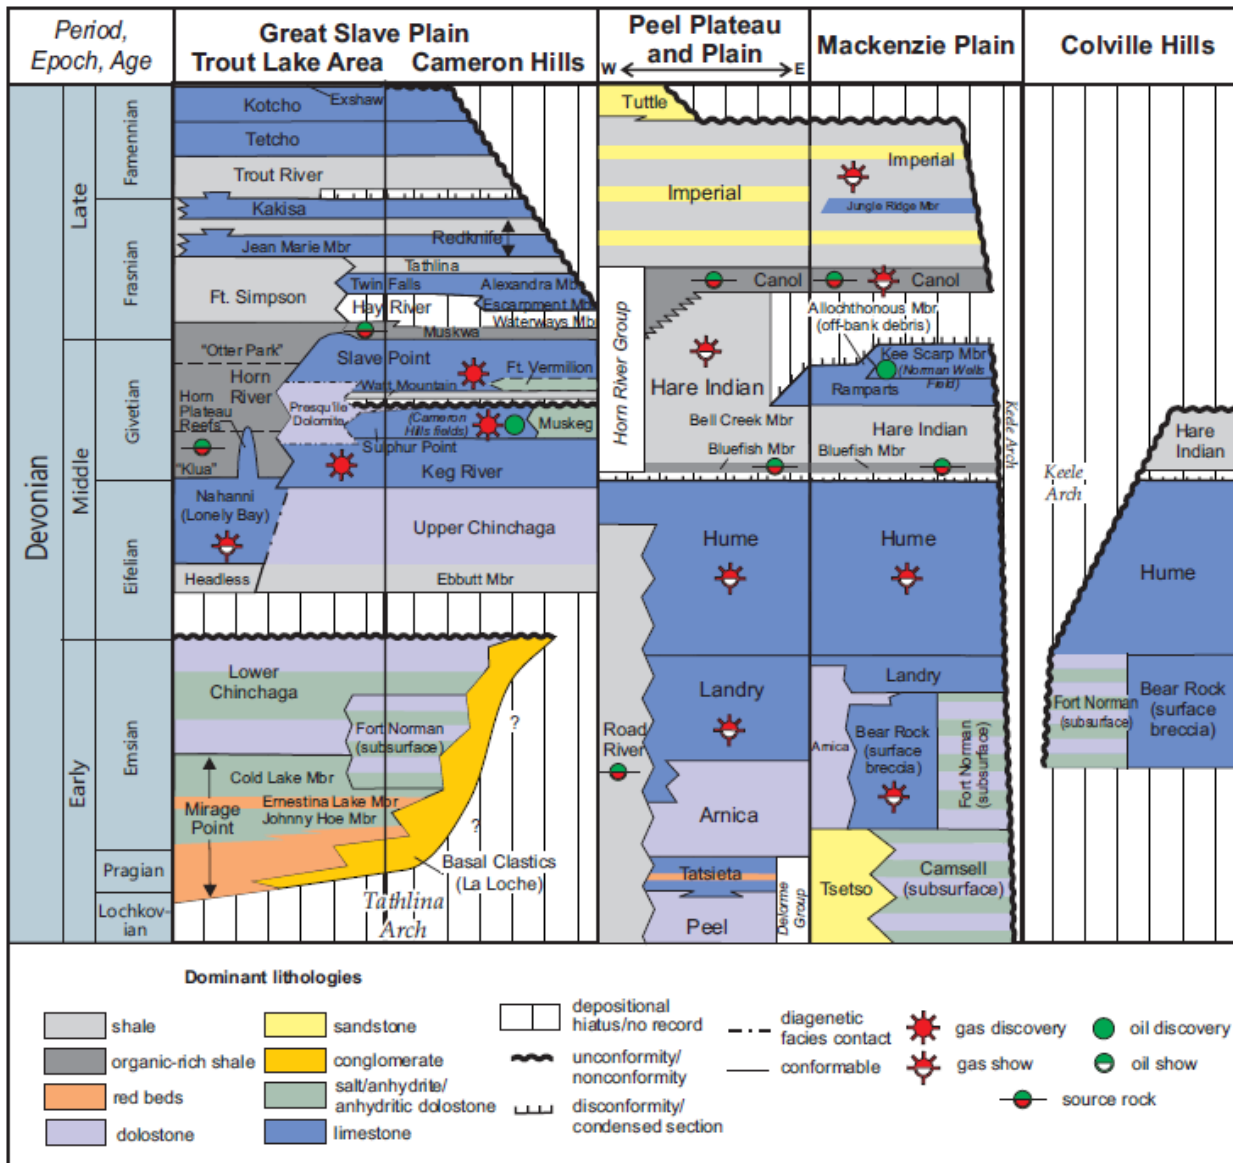 Period,
Epoch, Age
Great Slave Plain
Trout Lake Area
Cameron Hills
Peel Plateau
and Plain
W
E
Mackenzie Plain
Colville Hills
Devonian
Late
Middle
Early
Famennian
Frasnian
Givetian
Eifelian
Emsian
Pragian
Lochkov-
ian
Exshaw
Kotcho
Tetcho
Trout River
Kakisa
Redknife
Jean Marie Mbr
Tathlina
Ft. Simpson
Twin Falls
Alexandra Mbr
Hay River
Escarpment Mbr
Waterways Mbr
Muskwa
"Otter Park"
Slave Point
Horn
River
Ft. Vermillion
Watt Mountain
Horn
Plateau
Reefs
Presqu'ile
Dolomite
(Cameron
Hills fields)
Muskeg
Sulphur Point
"Klua"
Keg River
Nahanni
(Lonely Bay)
Upper Chinchaga
Headless
Ebbutt Mbr
Lower
Chinchaga
Fort Norman
(subsurface)
?
Cold Lake Mbr
Ernestina Lake Mbr
Mirage
Point
Johnny Hoe Mbr
?
Basal Clastics
(La Loche)
Tathlina
Arch
Tuttle
Imperial
Canol
Horn River Group
Hare Indian
Bell Creek Mbr
Bluefish Mbr
Hume
Landry
Road
River
Arnica
Tatsieta
Peel
Delorme
Group
Imperial
Jungle Ridge Mbr
Canol
Allochthonous Mbr
(off-bank debris)
Kee Scarp Mbr
(Norman Wells
Field)
Ramparts
Hare Indian
Bluefish Mbr
Keele Arch
Hume
Landry
Arnica
Bear Rock
(surface
breccia)
Fort Norman
(subsurface)
Tsetso
Camsell
(subsurface)
Keele
Arch
Hare
Indian
Hume
Fort Norman
(subsurface)
Bear Rock
(surface
breccia)
Dominant lithologies
shale
organic-rich shale
red beds
dolostone
sandstone
conglomerate
salt/anhydrite/
anhydritic dolostone
limestone
depositional
hiatus/no record
unconformity/
nonconformity
disconformity/
condensed section
diagenetic
facies contact
conformable
gas discovery
gas show
source rock
oil discovery
oil show